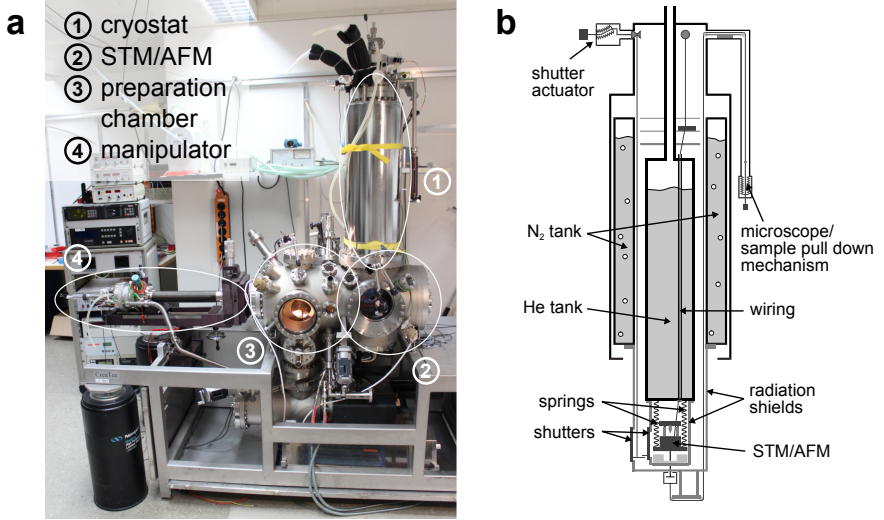 a
① cryostat
② STM/AFM
③ preparation
chamber
④ manipulator
①
④
③
②
CreaTec
b
shutter
actuator
N₂ tank
microscope/
sample pull down
mechanism
He tank
wiring
springs
radiation
shields
shutters
STM/AFM